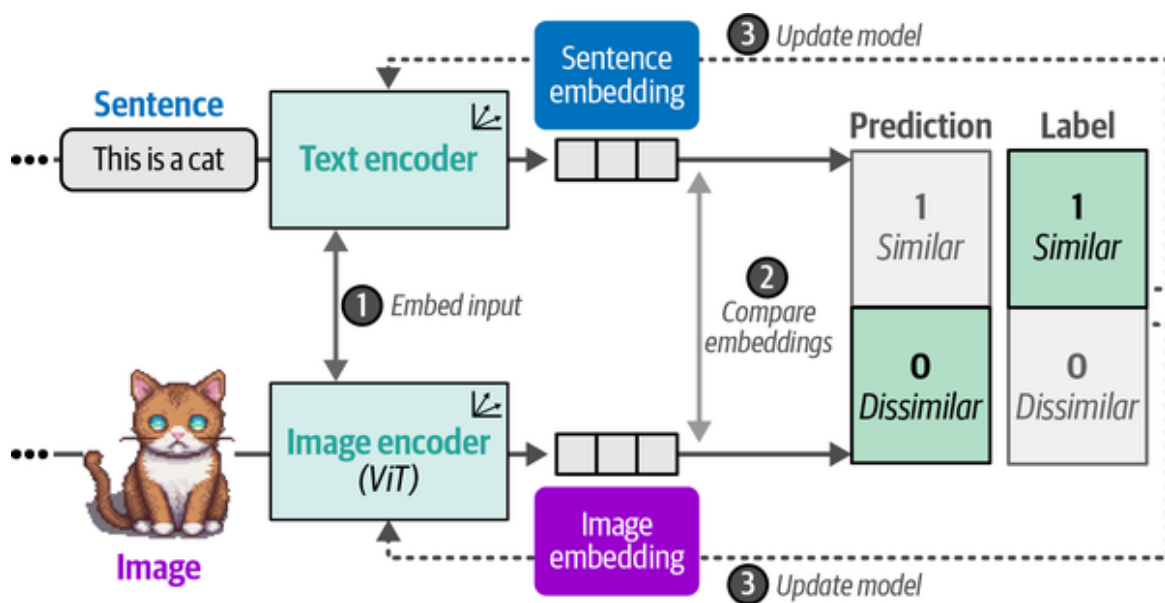 3 Update model
Sentence
embedding
Sentence
This is a cat
Text encoder
Prediction
Label
1
Similar
1
Similar
1 Embed input
2
Compare
embeddings
0
Dissimilar
0
Dissimilar
Image encoder
(ViT)
Image
Image
embedding
3 Update model